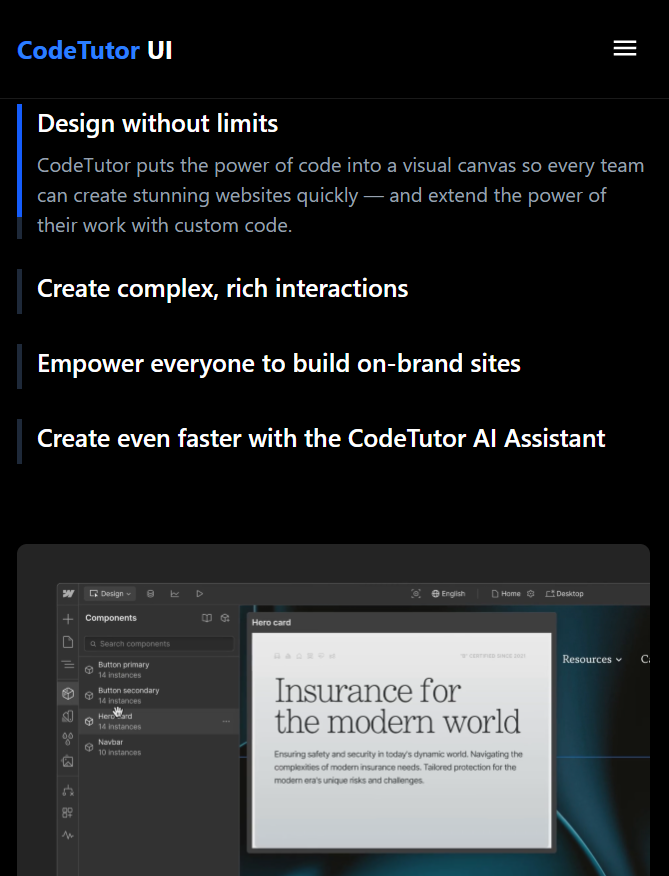 CodeTutor UI
Design without limits
CodeTutor puts the power of code into a visual canvas so every team
can create stunning websites quickly — and extend the power of
their work with custom code.
Create complex, rich interactions
Empower everyone to build on-brand sites
Create even faster with the CodeTutor AI Assistant
Design
English
Home
Desktop
Components
Search components
Button primary
14 instances
Button secondary
14 instances
Hero card
14 instances
Navbar
10 instances
Hero card
CERTIFIED SINCE
Insurance for
the modern world
Ensuring safety and security in today's dynamic world. Navigating the
complexities of modern insurance needs. Tailored protection for the
modern era's unique risks and challenges.
Resources